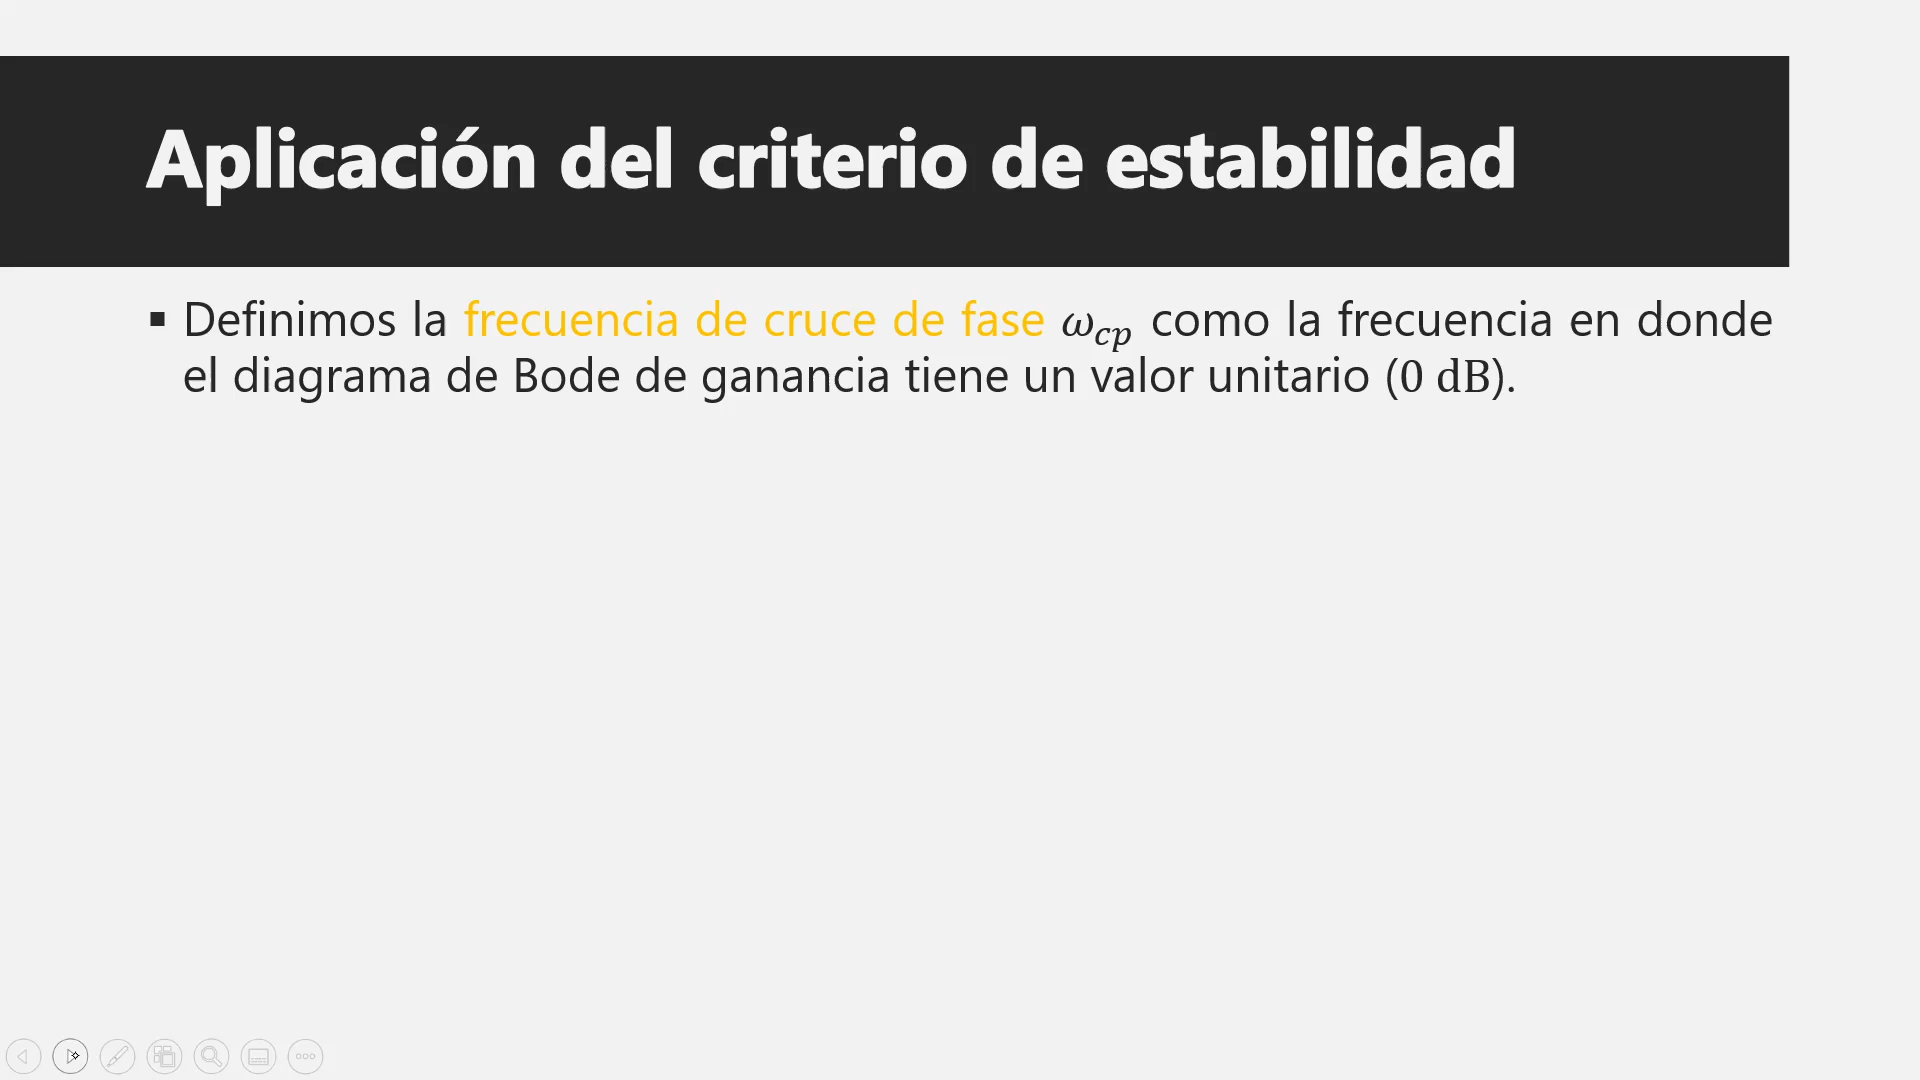 Aplicación del criterio de estabilidad
▪ Definimos la frecuencia de cruce de fase ω_cp como la frecuencia en donde
el diagrama de Bode de ganancia tiene un valor unitario (0 dB).